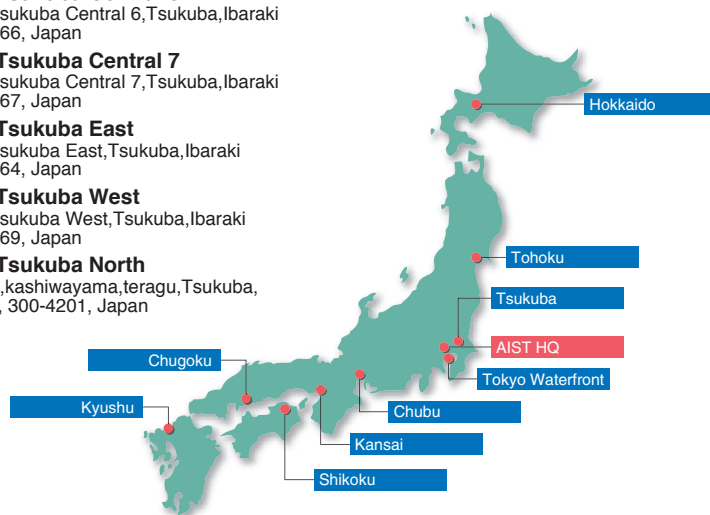 sukuba Central 6,Tsukuba,Ibaraki
66, Japan
Tsukuba Central 7
sukuba Central 7,Tsukuba,Ibaraki
67, Japan
Tsukuba East
sukuba East,Tsukuba,Ibaraki
64, Japan
Tsukuba West
sukuba West,Tsukuba,Ibaraki
69, Japan
Tsukuba North
,kashiwayama,teragu,Tsukuba,
, 300-4201, Japan
Hokkaido
Tohoku
Tsukuba
AIST HQ
Tokyo Waterfront
Chubu
Kansai
Shikoku
Chugoku
Kyushu